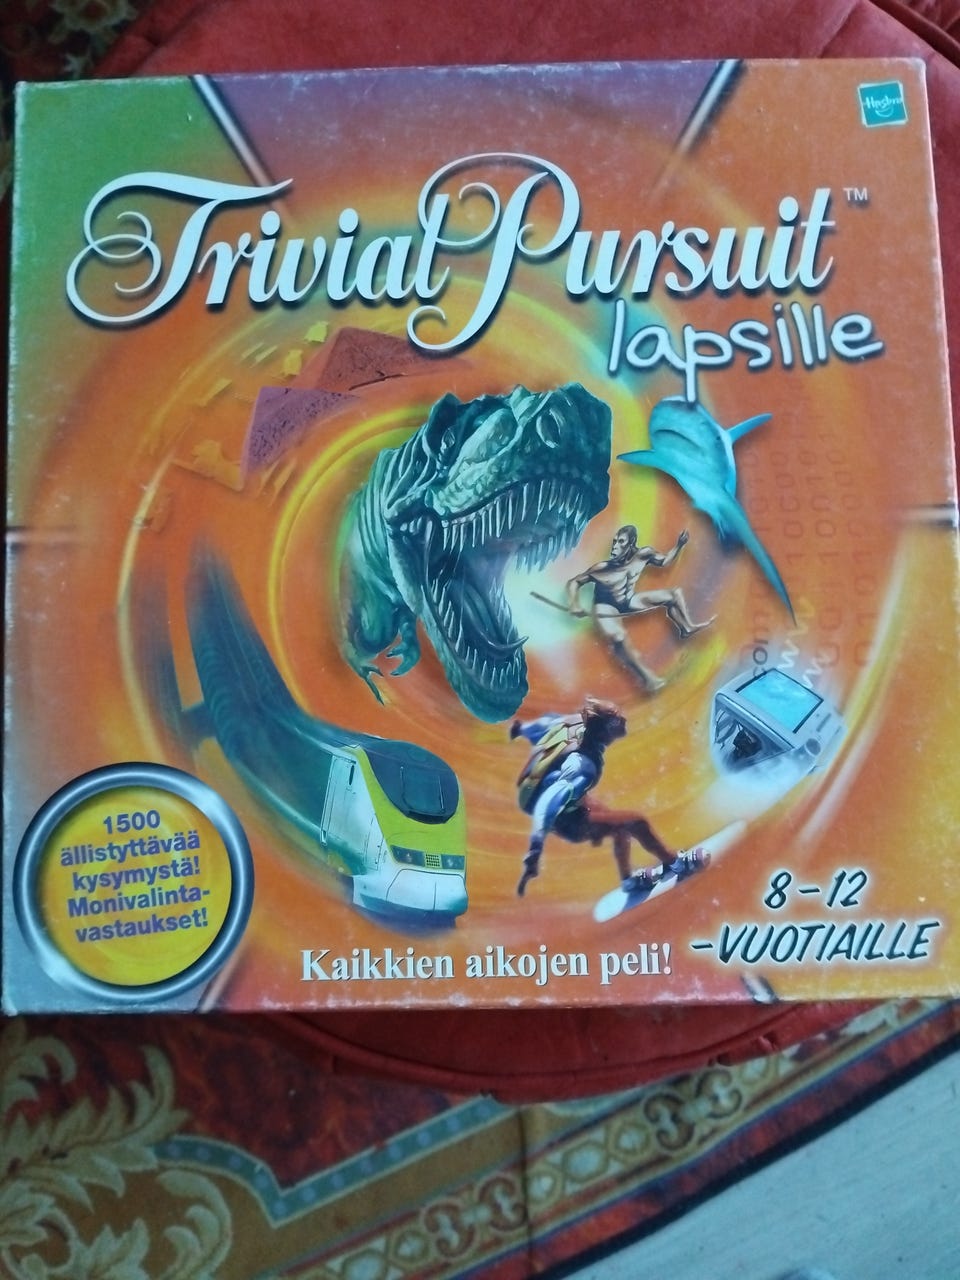 Hasbro
Trivial Pursuit™
lapsille
1500
ällistyttävää
kysymystä!
Monivalinta-
vastaukset!
8-12
-VUOTIAILLE
Kaikkien aikojen peli!